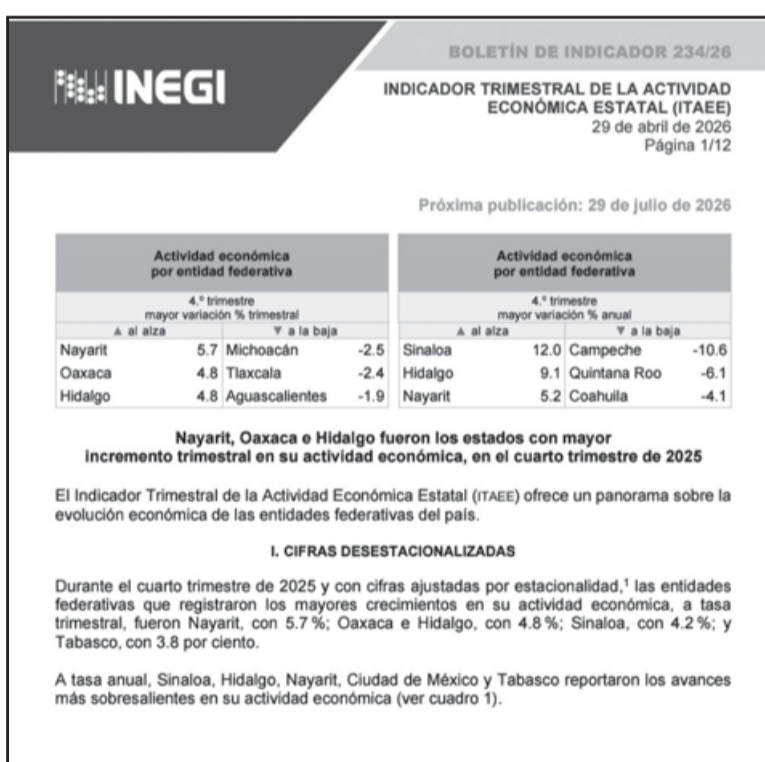 BOLETÍN DE INDICADOR 234/26
INEGI
INDICADOR TRIMESTRAL DE LA ACTIVIDAD
ECONÓMICA ESTATAL (ITAEE)
29 de abril de 2026
Página 1/12
Próxima publicación: 29 de julio de 2026
Actividad económica
por entidad federativa
4.º trimestre
mayor variación % trimestral
▲ al alza ▼ a la baja
Nayarit 5.7 Michoacán -2.5
Oaxaca 4.8 Tlaxcala -2.4
Hidalgo 4.8 Aguascalientes -1.9
Actividad económica
por entidad federativa
4.º trimestre
mayor variación % anual
▲ al alza ▼ a la baja
Sinaloa 12.0 Campeche -10.6
Hidalgo 9.1 Quintana Roo -6.1
Nayarit 5.2 Coahuila -4.1
Nayarit, Oaxaca e Hidalgo fueron los estados con mayor
incremento trimestral en su actividad económica, en el cuarto trimestre de 2025
El Indicador Trimestral de la Actividad Económica Estatal (ITAEE) ofrece un panorama sobre la
evolución económica de las entidades federativas del país.
I. CIFRAS DESESTACIONALIZADAS
Durante el cuarto trimestre de 2025 y con cifras ajustadas por estacionalidad,¹ las entidades
federativas que registraron los mayores crecimientos en su actividad económica, a tasa
trimestral, fueron Nayarit, con 5.7 %; Oaxaca e Hidalgo, con 4.8 %; Sinaloa, con 4.2 %; y
Tabasco, con 3.8 por ciento.
A tasa anual, Sinaloa, Hidalgo, Nayarit, Ciudad de México y Tabasco reportaron los avances
más sobresalientes en su actividad económica (ver cuadro 1).